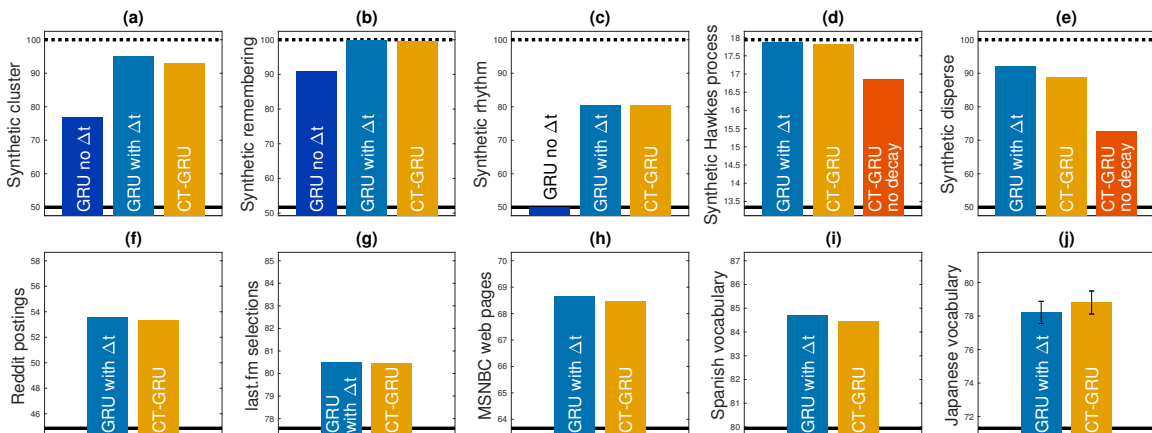 (a)
Synthetic cluster
100
90
80
70
60
50
GRU no Δt
GRU with Δt
CT-GRU
(b)
Synthetic remembering
100
90
80
70
60
50
GRU no Δt
GRU with Δt
CT-GRU
(c)
Synthetic rhythm
100
90
80
70
60
50
GRU no Δt
GRU with Δt
CT-GRU
(d)
Synthetic Hawkes process
18
17.5
17
16.5
16
15.5
15
14.5
14
13.5
GRU with Δt
CT-GRU
CT-GRU
no decay
(e)
Synthetic disperse
100
90
80
70
60
50
GRU with Δt
CT-GRU
CT-GRU
no decay
(f)
Reddit postings
58
56
54
52
50
48
46
GRU with Δt
CT-GRU
(g)
last.fm selections
83
82
81
80
79
78
GRU
with Δt
CT-GRU
(h)
MSNBC web pages
70
69
68
67
66
65
64
GRU with Δt
CT-GRU
(i)
Spanish vocabulary
87
86
85
84
83
82
81
80
GRU with Δt
CT-GRU
(j)
Japanese vocabulary
80
78
76
74
72
GRU with Δt
CT-GRU